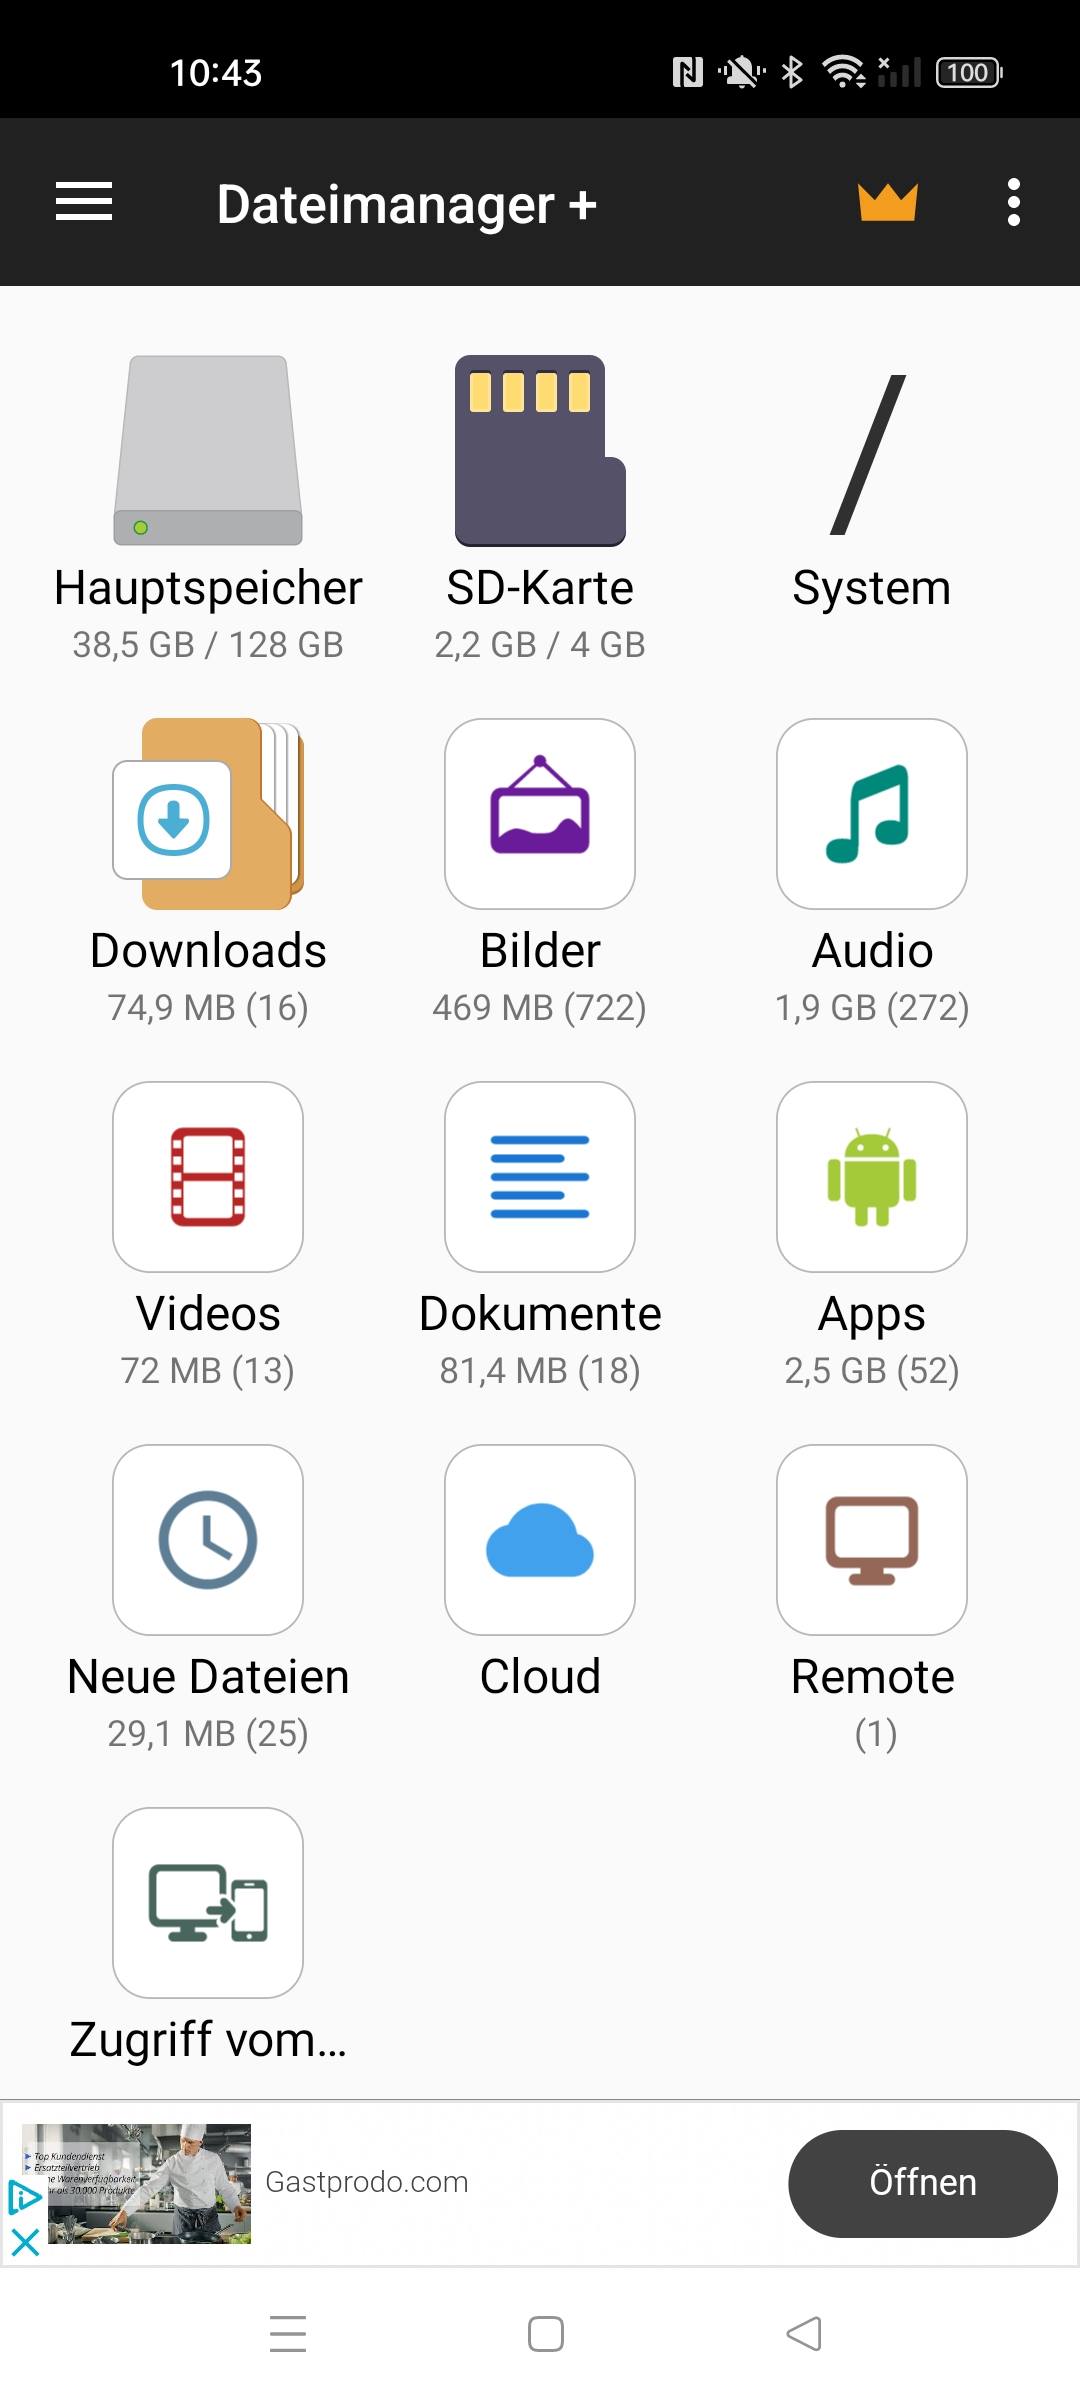 10:43
100
Dateimanager +
Hauptspeicher
38,5 GB / 128 GB
SD-Karte
2,2 GB / 4 GB
System
Downloads
74,9 MB (16)
Bilder
469 MB (722)
Audio
1,9 GB (272)
Videos
72 MB (13)
Dokumente
81,4 MB (18)
Apps
2,5 GB (52)
Neue Dateien
29,1 MB (25)
Cloud
Remote
(1)
Zugriff vom...
Top Kundendienst
Ersatzteilvertrieb
Warenverfügbarkeit
als 30.000 Produkte
Gastprodo.com
Öffnen